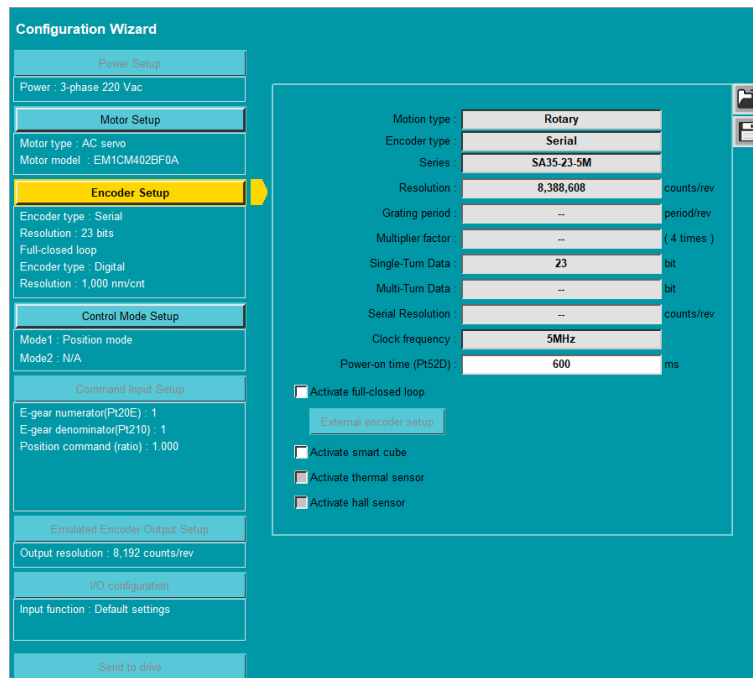 Configuration Wizard
Power Setup
Power : 3-phase 220 Vac
Motor Setup
Motor type : AC servo
Motor model : EM1CM402BF0A
Encoder Setup
Encoder type : Serial
Resolution : 23 bits
Full-closed loop
Encoder type : Digital
Resolution : 1,000 nm/cnt
Control Mode Setup
Mode1 : Position mode
Mode2 : N/A
Command Input Setup
E-gear numerator(Pt20E) : 1
E-gear denominator(Pt210) : 1
Position command (ratio) : 1.000
Emulated Encoder Output Setup
Output resolution : 8,192 counts/rev
I/O configuration
Input function : Default settings
Send to drive
Motion type : Rotary
Encoder type : Serial
Series : SA35-23-5M
Resolution : 8,388,608 counts/rev
Grating period : -- period/rev
Multiplier factor : -- ( 4 times )
Single-Turn Data : 23 bit
Multi-Turn Data : -- bit
Serial Resolution : -- counts/rev
Clock frequency : 5MHz
Power-on time (Pt52D) : 600 ms
Activate full-closed loop
External encoder setup
Activate smart cube
Activate thermal sensor
Activate hall sensor